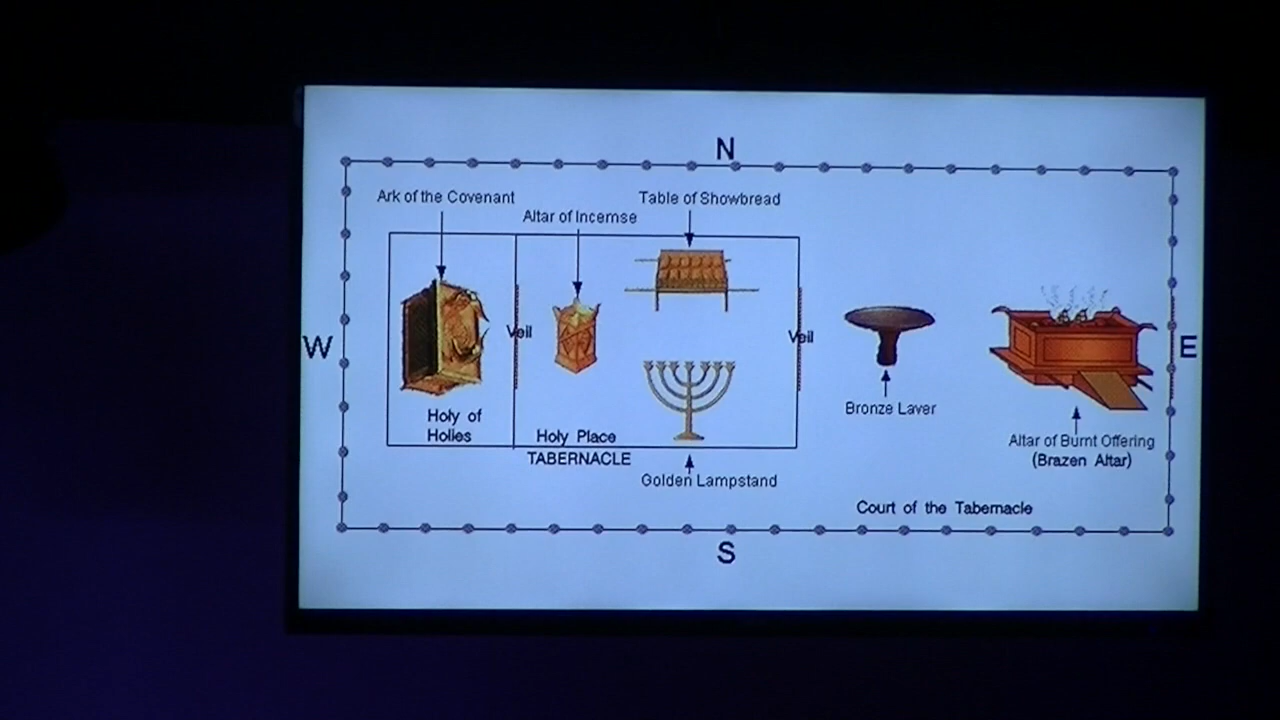 N
Ark of the Covenant
Table of Showbread
Altar of Incemse
W
Veil
Veil
E
Bronze Laver
Holy of
Holies
Holy Place
TABERNACLE
Altar of Burnt Offering
(Brazen Altar)
Golden Lampstand
Court of the Tabernacle
S